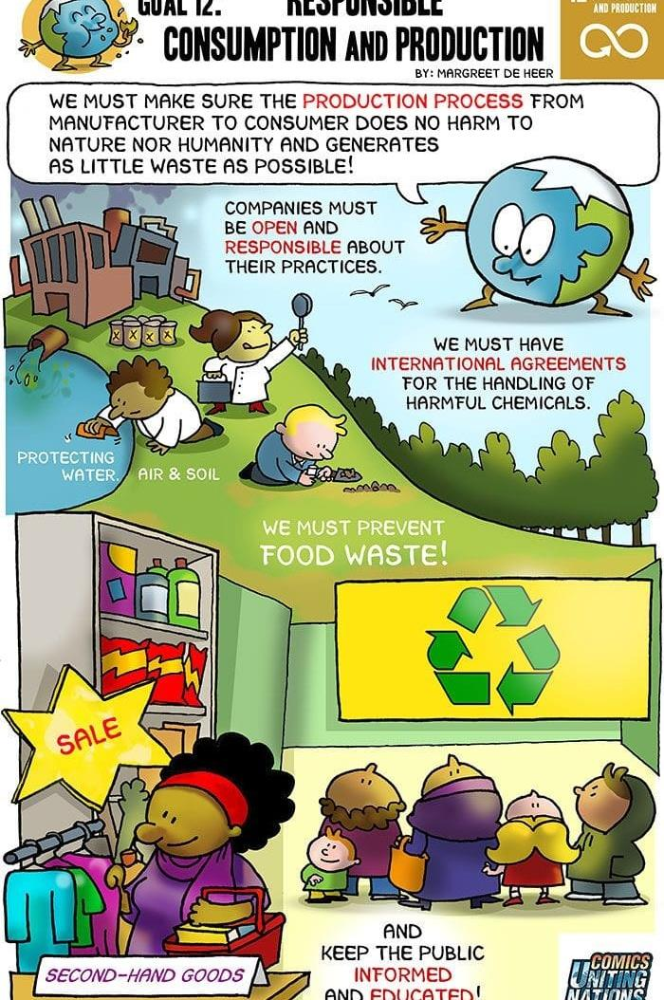 GOAL 12: RESPONSIBLE
CONSUMPTION AND PRODUCTION
AND PRODUCTION
BY: MARGREET DE HEER
WE MUST MAKE SURE THE PRODUCTION PROCESS FROM
MANUFACTURER TO CONSUMER DOES NO HARM TO
NATURE NOR HUMANITY AND GENERATES
AS LITTLE WASTE AS POSSIBLE!
COMPANIES MUST
BE OPEN AND
RESPONSIBLE ABOUT
THEIR PRACTICES.
WE MUST HAVE
INTERNATIONAL AGREEMENTS
FOR THE HANDLING OF
HARMFUL CHEMICALS.
X X X X
PROTECTING
WATER, AIR & SOIL
WE MUST PREVENT
FOOD WASTE!
SALE
SECOND-HAND GOODS
AND
KEEP THE PUBLIC
INFORMED
AND EDUCATED!
COMICS
UNITING
NATIONS